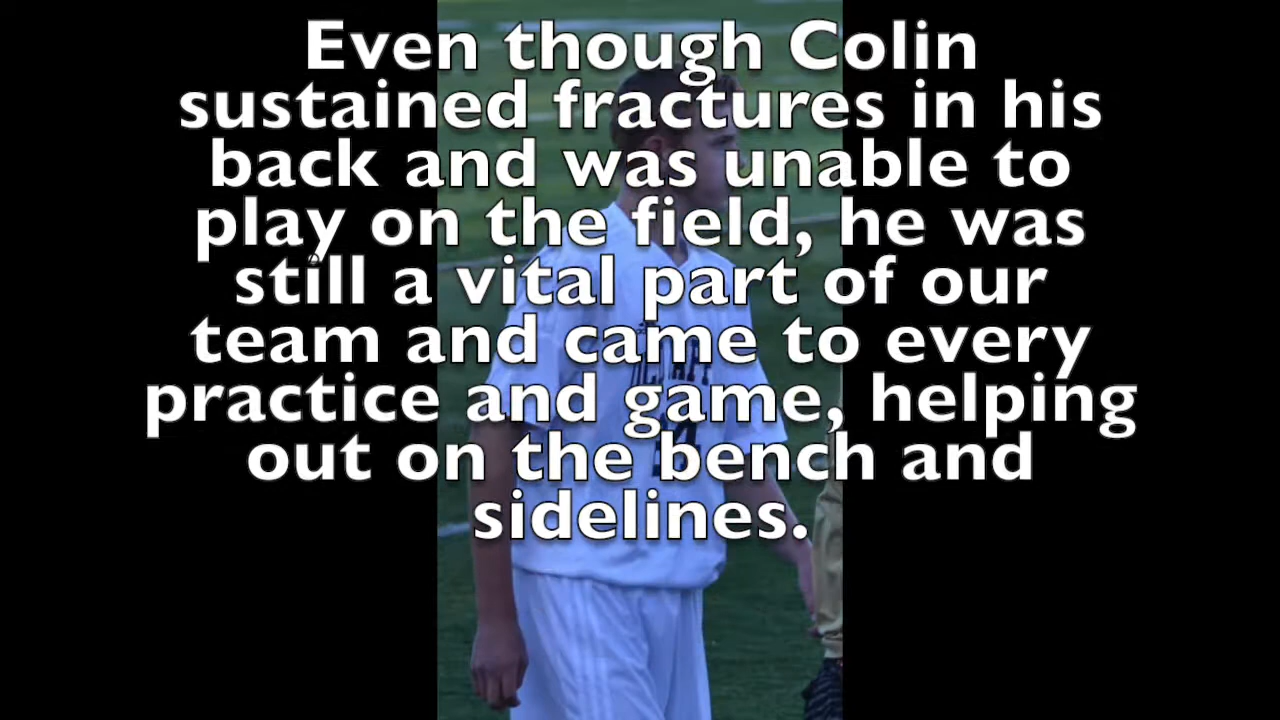 Even though Colin
sustained fractures in his
back and was unable to
play on the field, he was
still a vital part of our
team and came to every
practice and game, helping
out on the bench and
sidelines.